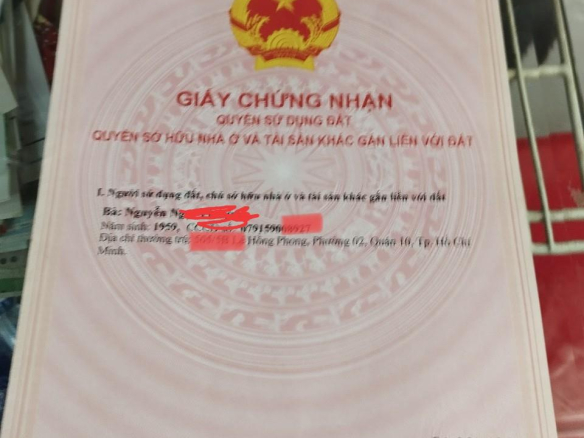 GIẤY CHỨNG NHẬN
QUYỀN SỬ DỤNG ĐẤT
QUYỀN SỞ HỮU NHÀ Ở VÀ TÀI SẢN KHÁC GẮN LIỀN VỚI ĐẤT
I. Người sử dụng đất, chủ sở hữu nhà ở và tài sản khác gắn liền với đất
Bà: Nguyễn
Năm sinh: 1959,
Địa chỉ thường trú: Hồng Phong, Phường 02, Quận 10, Tp. Hồ Chí
Minh.